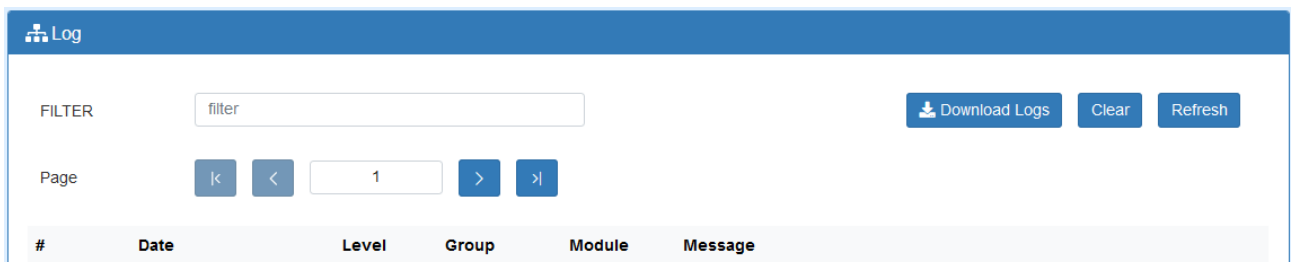 Log
FILTER filter Download Logs Clear Refresh
Page 1
# Date Level Group Module Message